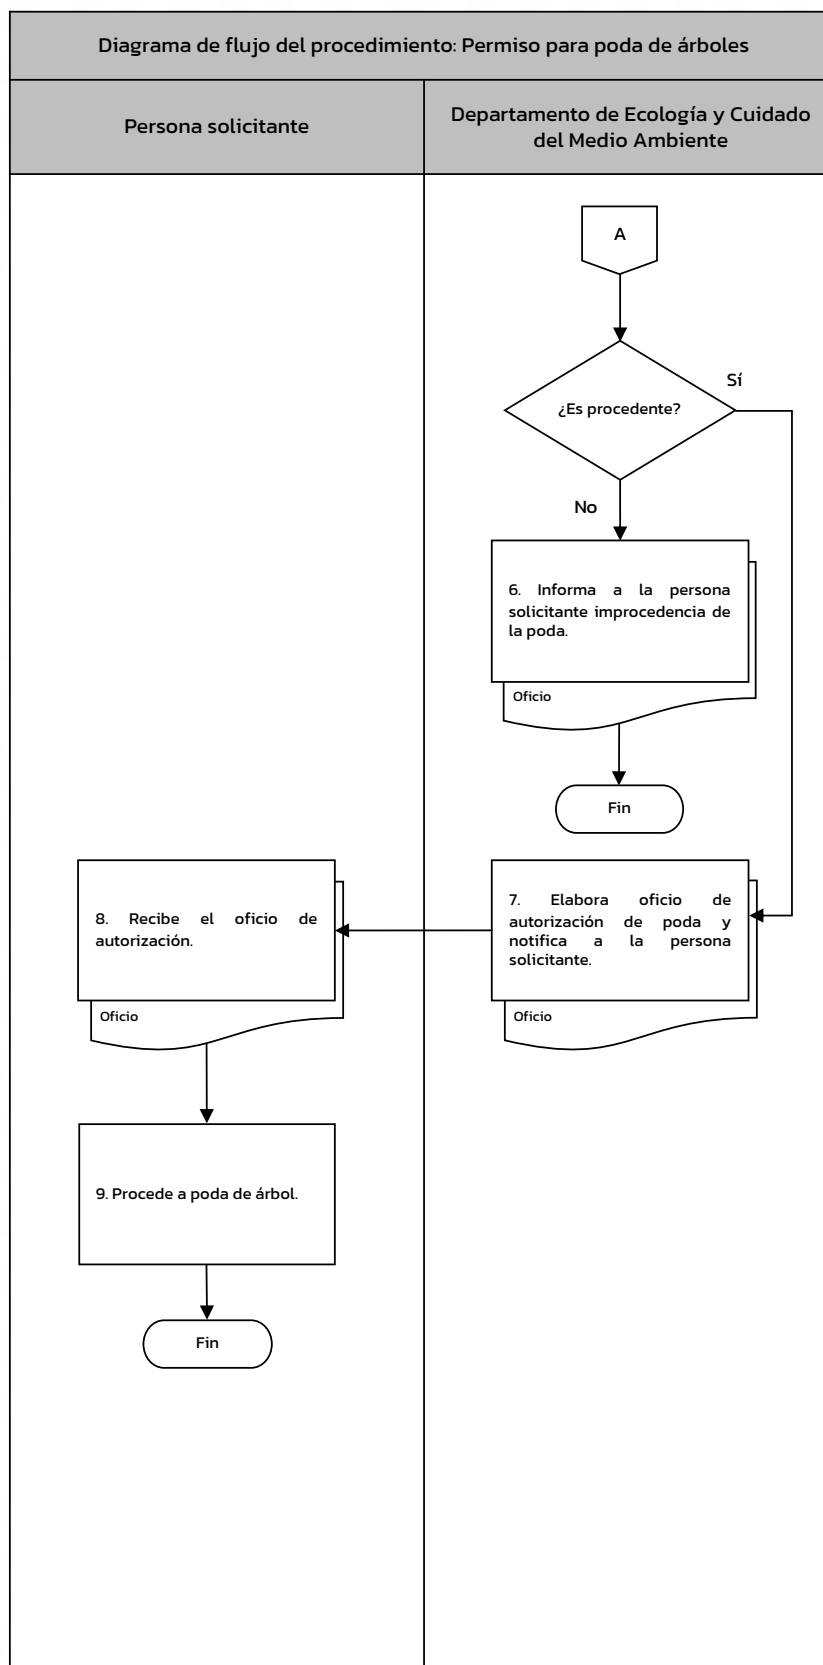 Diagrama de flujo del procedimiento: Permiso para poda de árboles
Persona solicitante
Departamento de Ecología y Cuidado
del Medio Ambiente
A
¿Es procedente?
Sí
No
6. Informa a la persona
solicitante improcedencia de
la poda.
Oficio
Fin
7. Elabora oficio de
autorización de poda y
notifica a la persona
solicitante.
Oficio
8. Recibe el oficio de
autorización.
Oficio
9. Procede a poda de árbol.
Fin